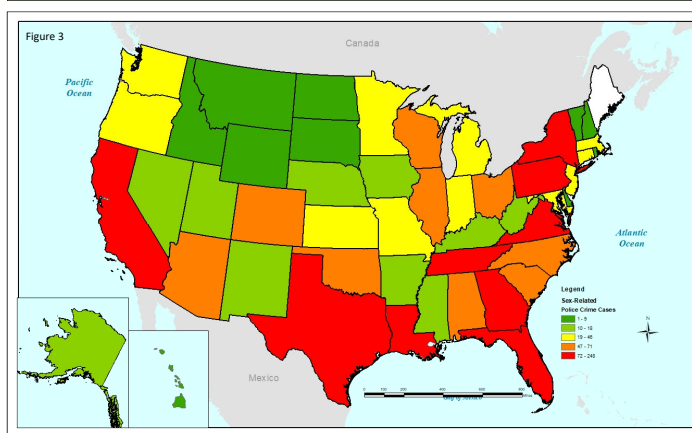 Figure 3
Canada
Pacific
Ocean
Atlantic
Ocean
Mexico
Legend
Sex-Related
Police Crime Cases
1 - 9
10 - 18
19 - 46
47 - 71
72 - 248
N